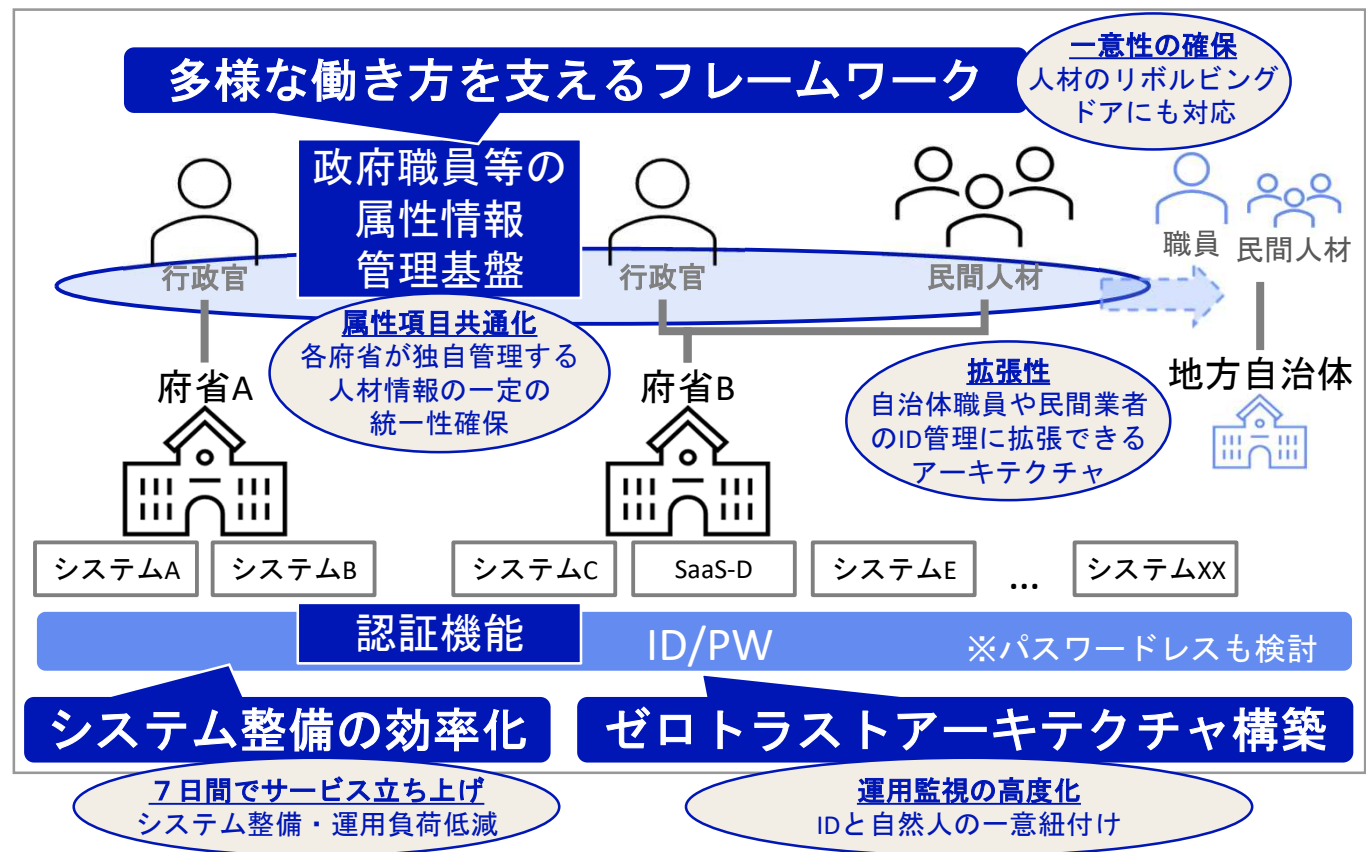 多様な働き方を支えるフレームワーク
一意性の確保
人材のリボルビング
ドアにも対応
政府職員等の
属性情報
管理基盤
行政官
行政官
民間人材
職員
民間人材
属性項目共通化
各府省が独自管理する
人材情報の一定の
統一性確保
府省A
府省B
拡張性
自治体職員や民間業者
のID管理に拡張できる
アーキテクチャ
地方自治体
システムA
システムB
システムC
SaaS-D
システムE
…
システムXX
認証機能
ID/PW
※パスワードレスも検討
システム整備の効率化
ゼロトラストアーキテクチャ構築
７日間でサービス立ち上げ
システム整備・運用負荷低減
運用監視の高度化
IDと自然人の一意紐付け